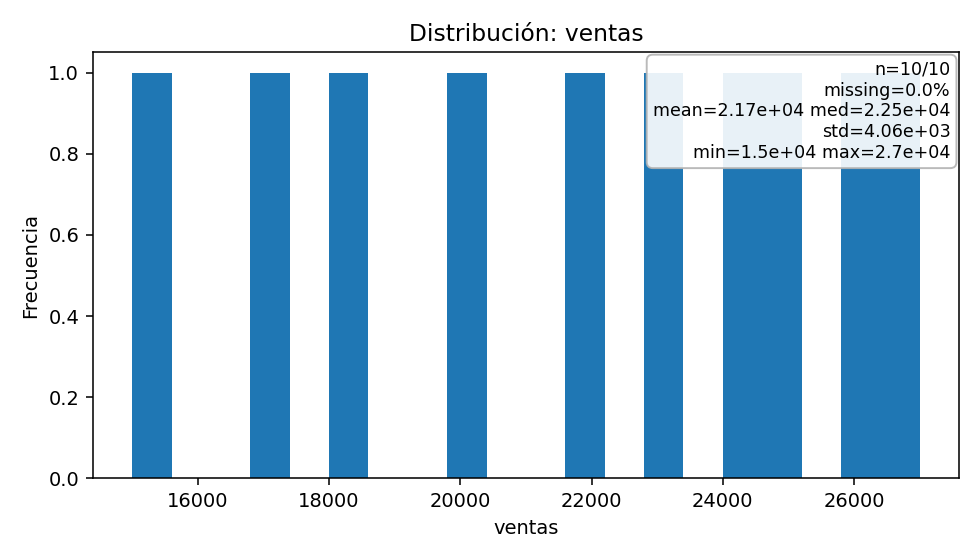 Distribución: ventas
n=10/10
missing=0.0%
mean=2.17e+04 med=2.25e+04
std=4.06e+03
min=1.5e+04 max=2.7e+04
Frecuencia
1.0
0.8
0.6
0.4
0.2
0.0
16000 18000 20000 22000 24000 26000
ventas